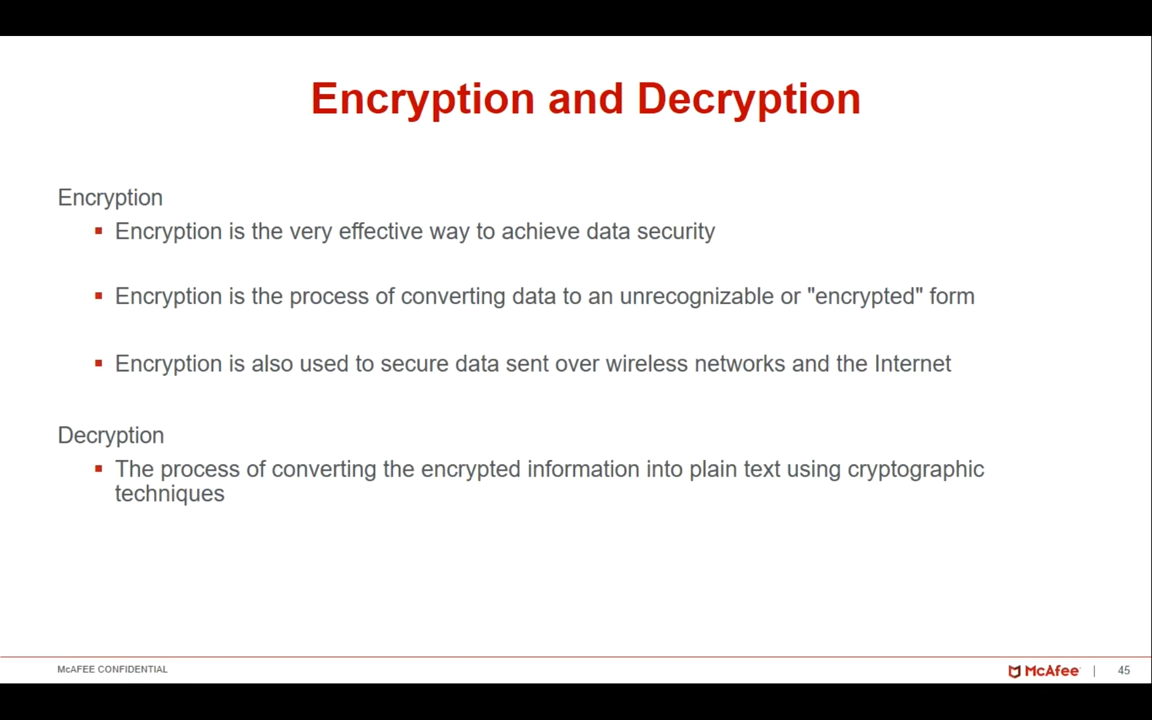 Encryption and Decryption
Encryption
Encryption is the very effective way to achieve data security
Encryption is the process of converting data to an unrecognizable or "encrypted" form
Encryption is also used to secure data sent over wireless networks and the Internet
Decryption
The process of converting the encrypted information into plain text using cryptographic
techniques
McAFEE CONFIDENTIAL
McAfee | 45